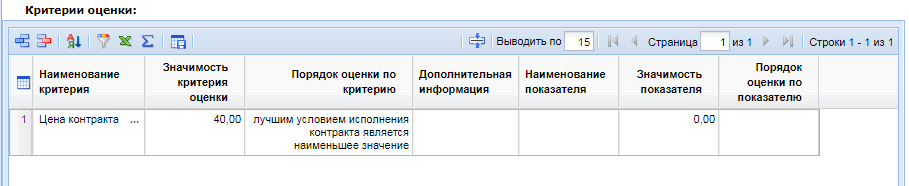 Критерии оценки:
Выводить по 15 Страница 1 из 1 Строки 1 - 1 из 1
Наименование критерия Значимость критерия оценки Порядок оценки по критерию Дополнительная информация Наименование показателя Значимость показателя Порядок оценки по показателю
1 Цена контракта ... 40,00 лучшим условием исполнения контракта является наименьшее значение 0,00